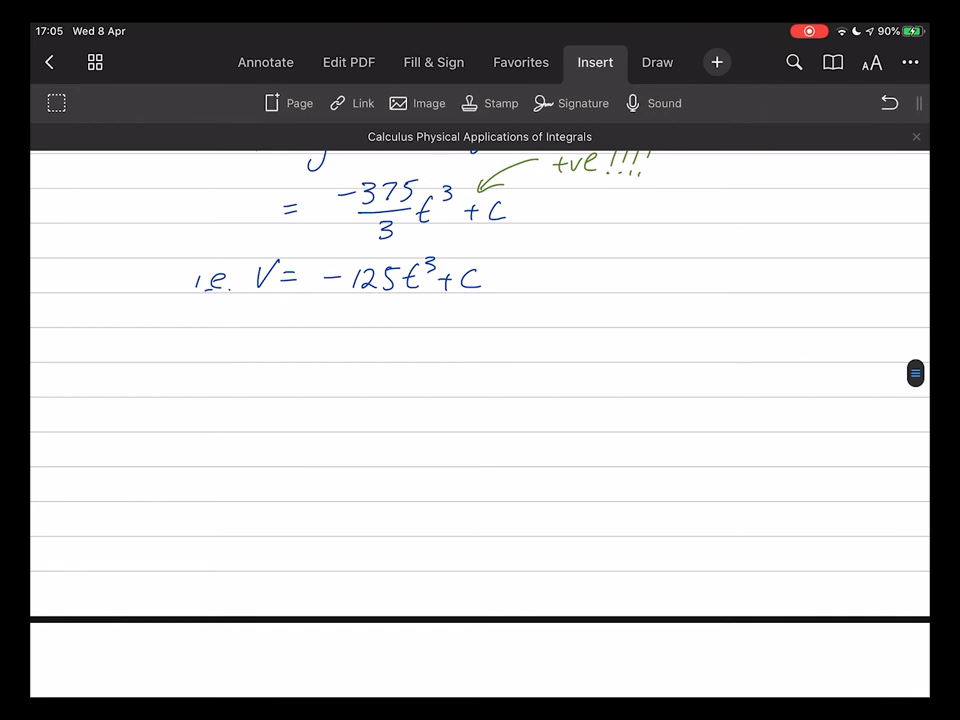 17:05 Wed 8 Apr 90%
Annotate Edit PDF Fill & Sign Favorites Insert Draw
Page Link Image Stamp Signature Sound
Calculus Physical Applications of Integrals
+ve !!!!
= -375/3 t³ + C
i.e. V = -125t³ + C